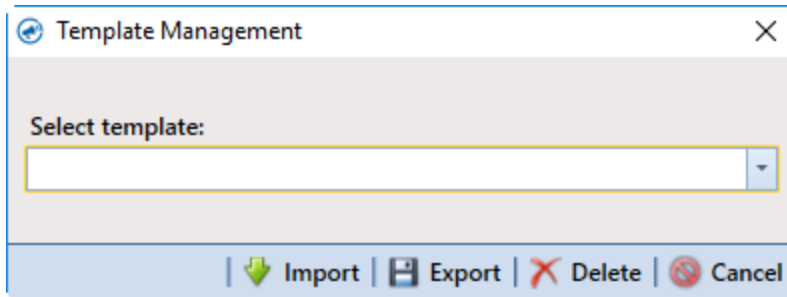 Template Management
Select template:
Import Export Delete Cancel